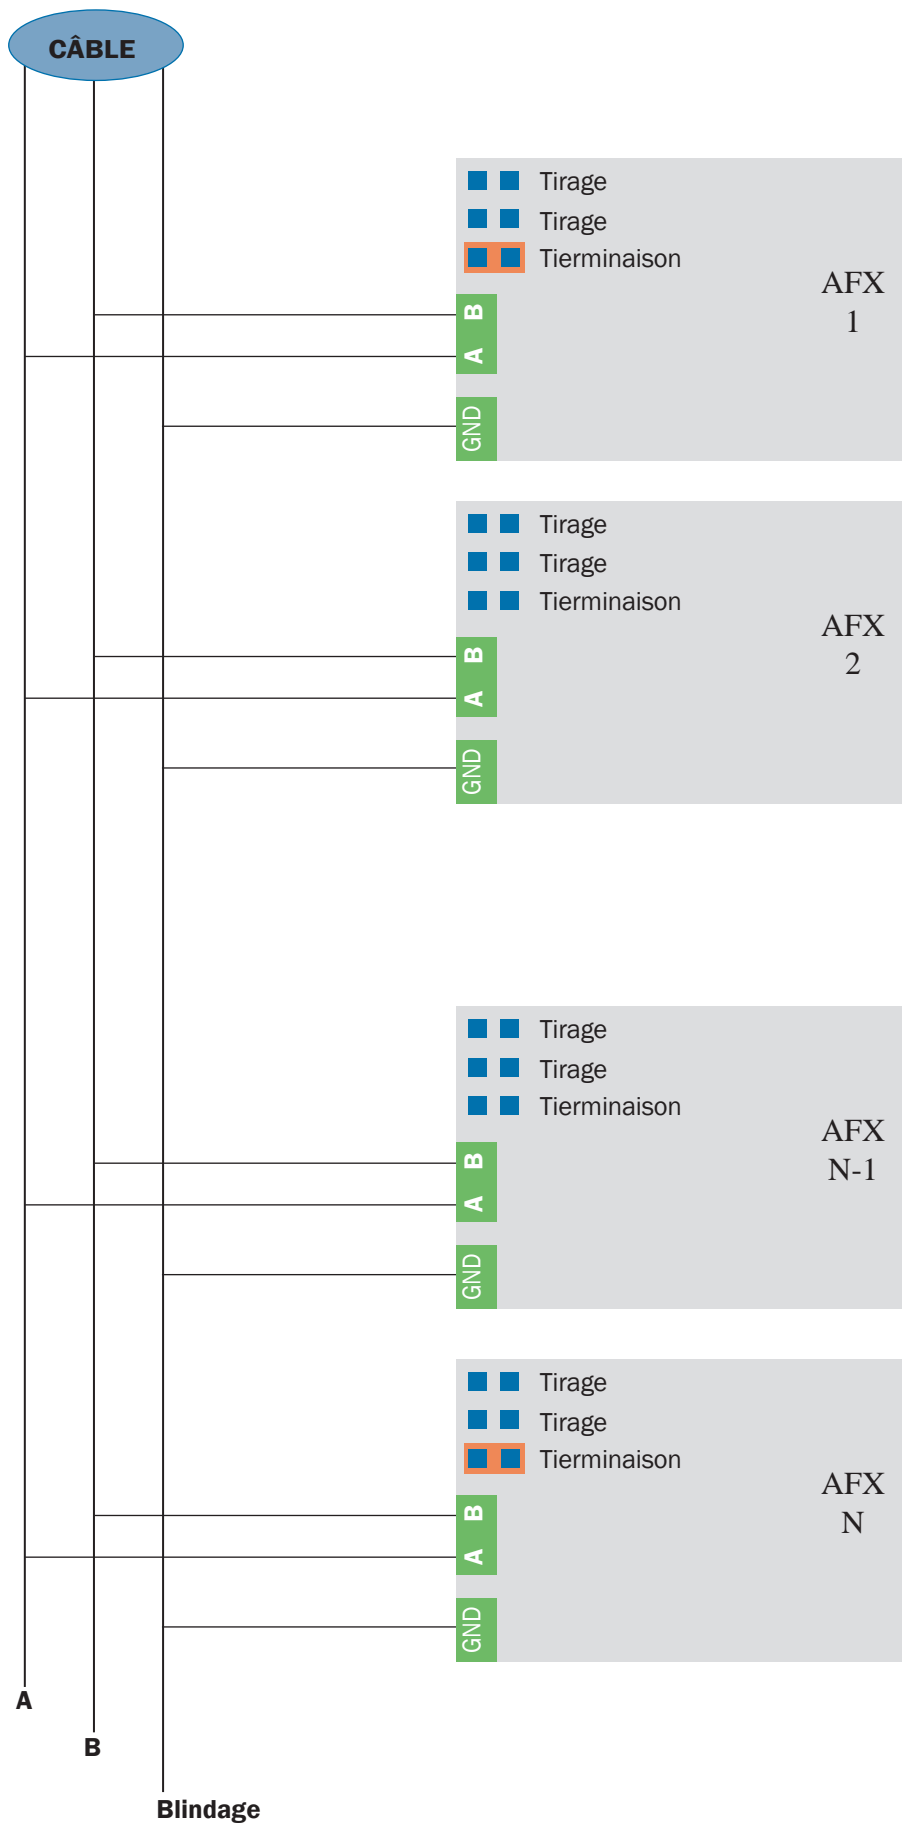 CÂBLE
Tirage
Tirage
Tierminaison
AFX
1
B
A
GND
Tirage
Tirage
Tierminaison
AFX
2
B
A
GND
Tirage
Tirage
Tierminaison
AFX
N-1
B
A
GND
Tirage
Tirage
Tierminaison
AFX
N
B
A
GND
A
B
Blindage